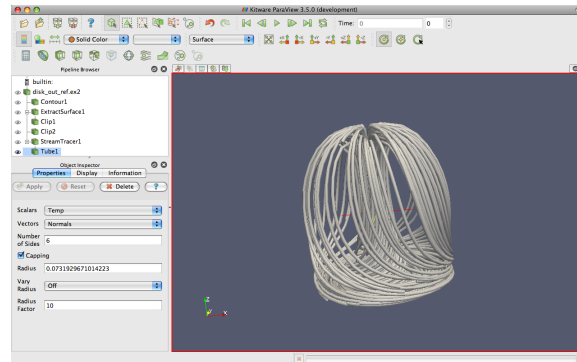 Kitware ParaView 3.5.0 (development)
Time: 0
0
Solid Color
Surface
Pipeline Browser
builtin:
disk_out_ref.ex2
Contour1
ExtractSurface1
Clip1
Clip2
StreamTracer1
Tube1
Object Inspector
Properties Display Information
Apply Reset Delete ?
Scalars Temp
Vectors Normals
Number
of Sides 6
Capping
Radius 0.0731929671014223
Vary
Radius Off
Radius
Factor 10